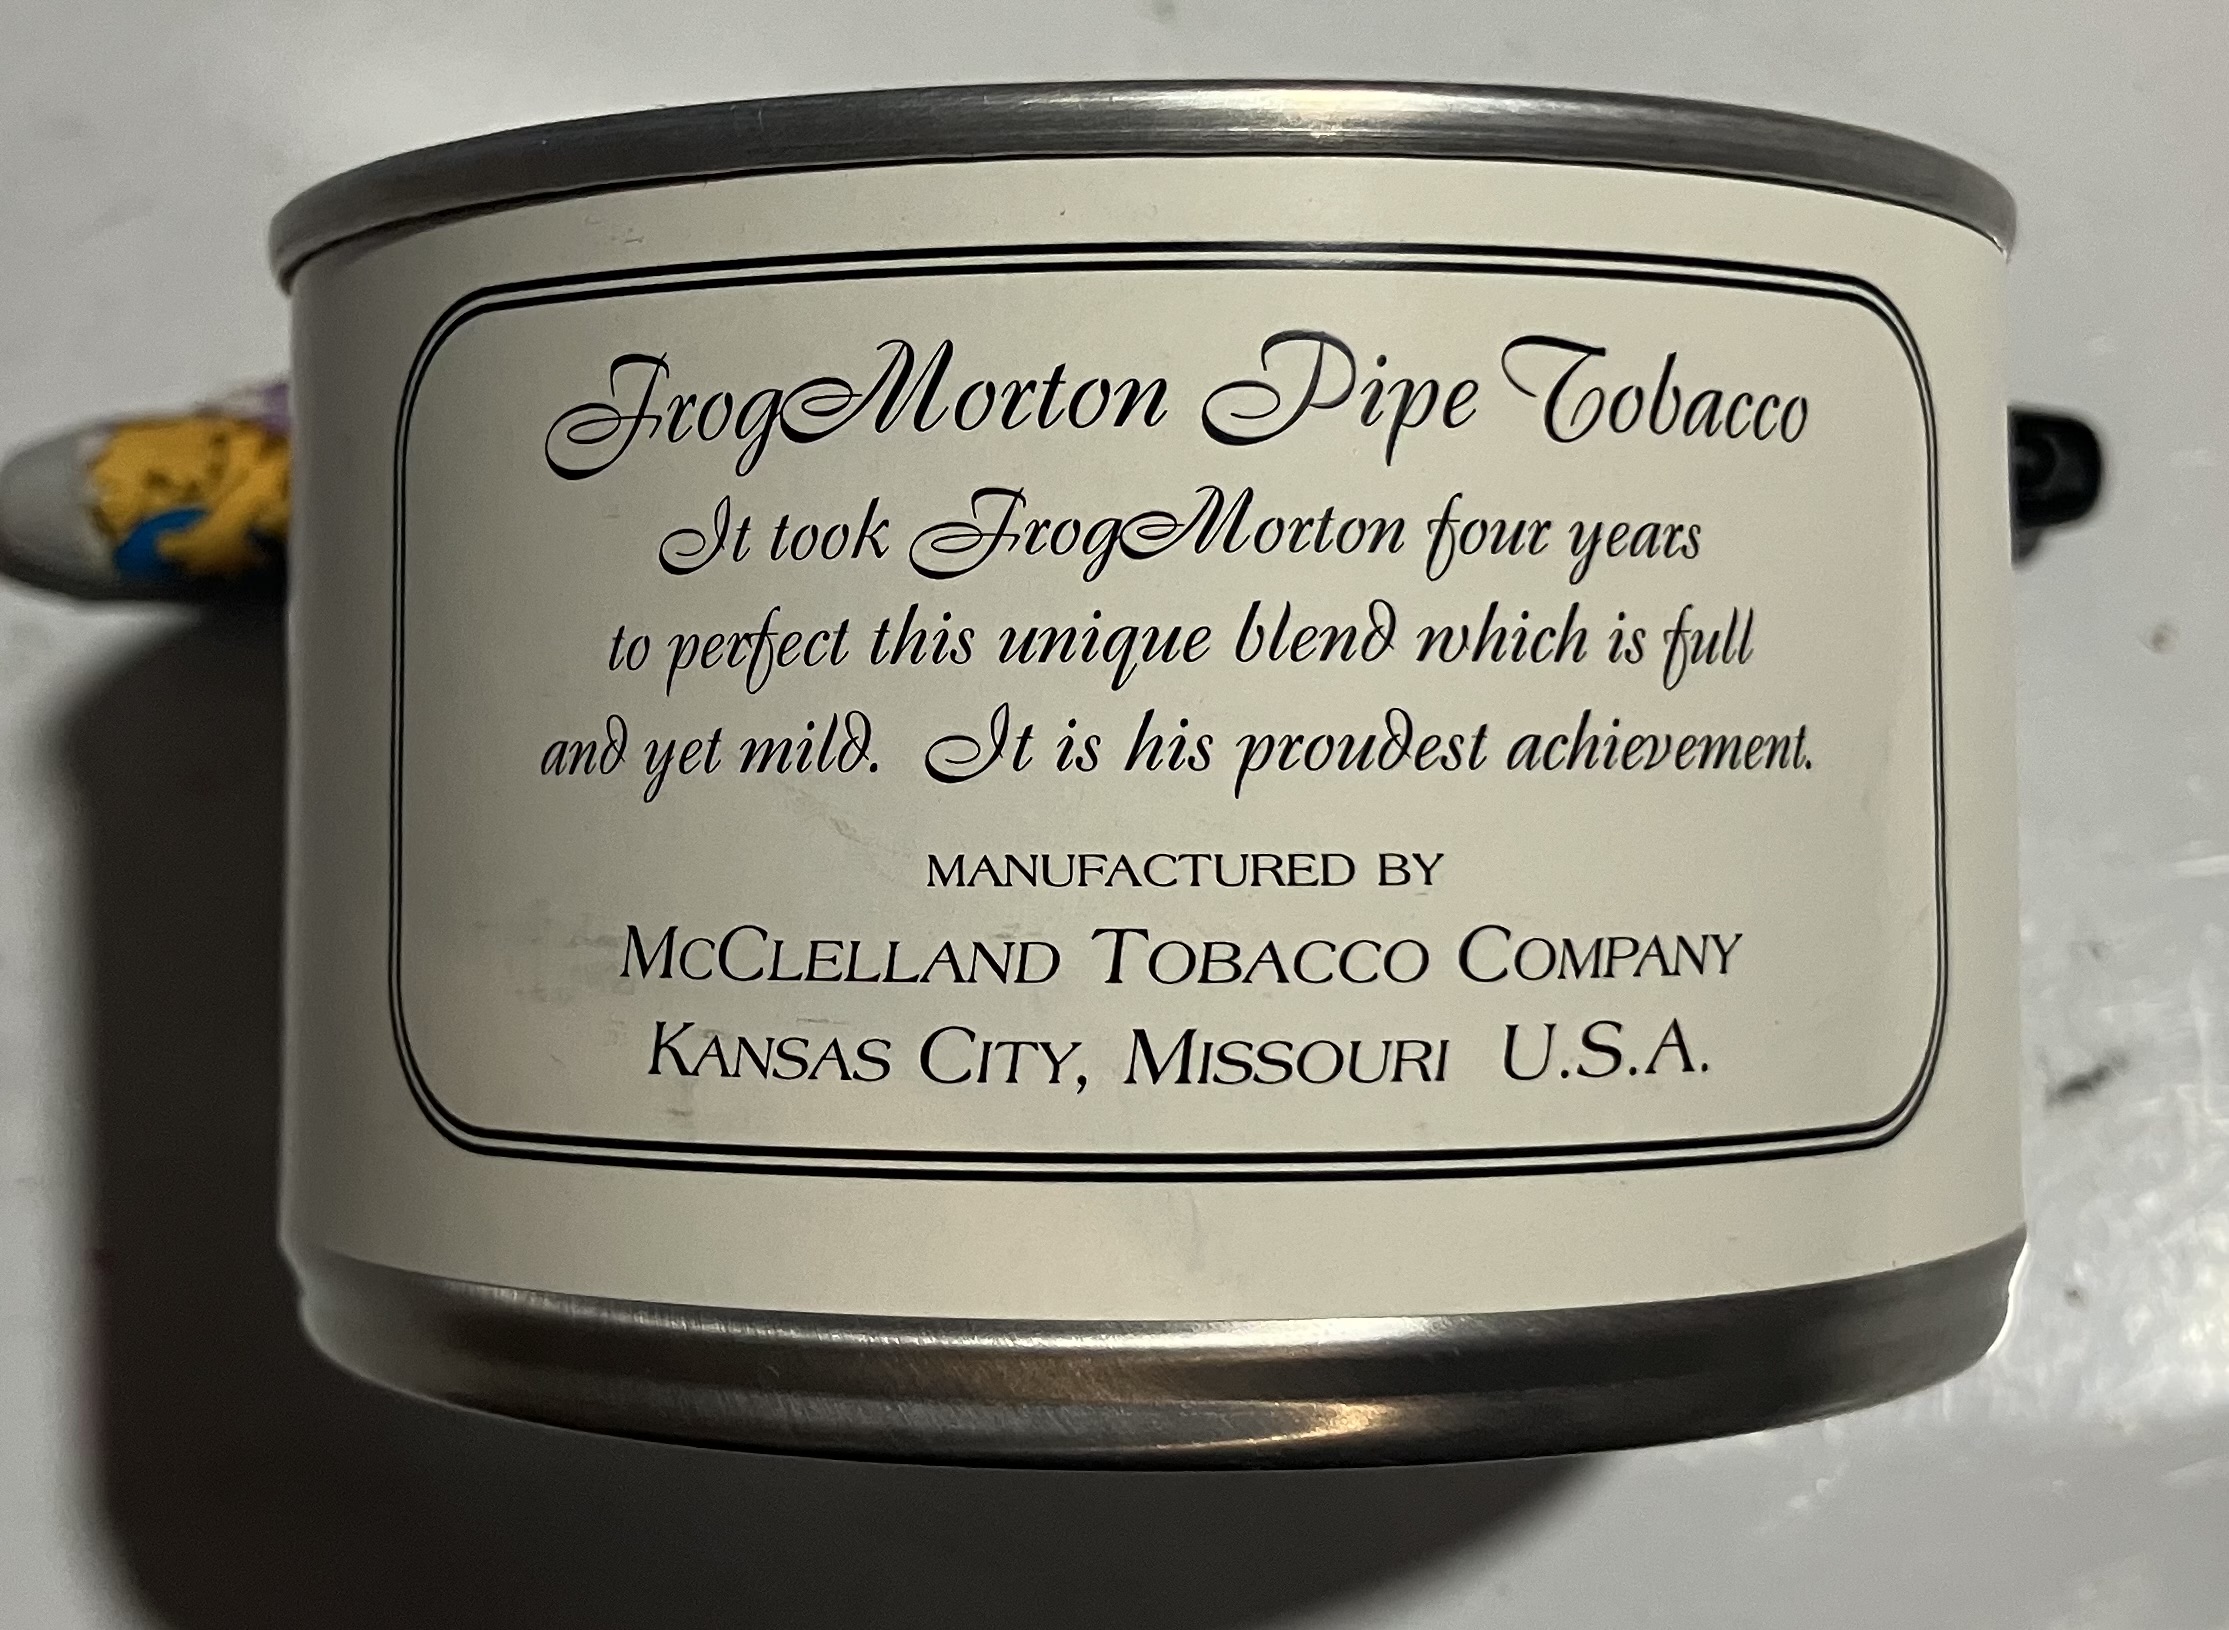 FrogMorton Pipe Tobacco
It took FrogMorton four years
to perfect this unique blend which is full
and yet mild. It is his proudest achievement.
MANUFACTURED BY
MCCLELLAND TOBACCO COMPANY
KANSAS CITY, MISSOURI U.S.A.